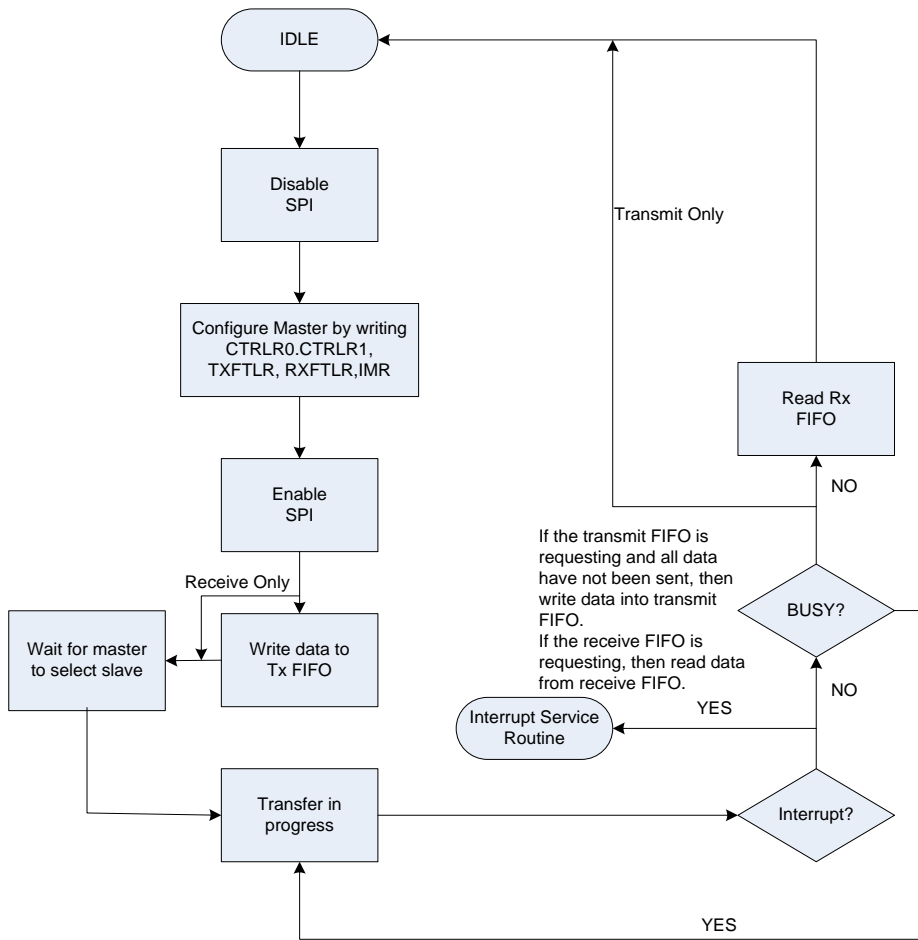 IDLE
Disable
SPI
Configure Master by writing
CTRLR0.CTRLR1,
TXFTLR, RXFTLR,IMR
Enable
SPI
Receive Only
Write data to
Tx FIFO
Wait for master
to select slave
Transfer in
progress
Interrupt?
YES
NO
Interrupt Service
Routine
If the transmit FIFO is
requesting and all data
have not been sent, then
write data into transmit
FIFO.
If the receive FIFO is
requesting, then read data
from receive FIFO.
BUSY?
YES
NO
Read Rx
FIFO
Transmit Only